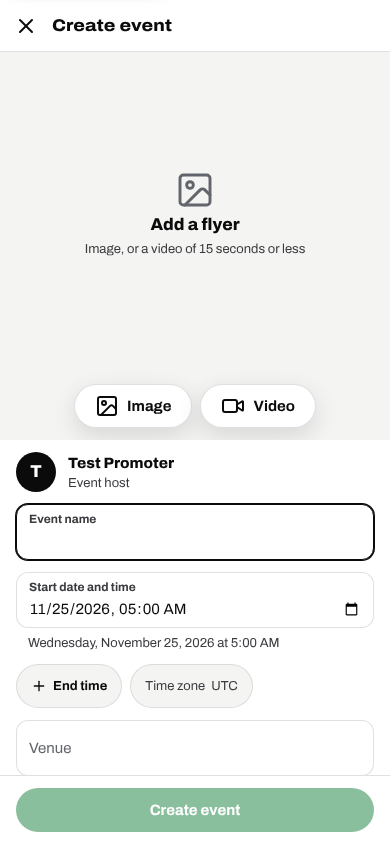 Create event
Add a flyer
Image, or a video of 15 seconds or less
Image
Video
T
Test Promoter
Event host
Event name
Start date and time
11/25/2026, 05:00 AM
Wednesday, November 25, 2026 at 5:00 AM
End time
Time zone UTC
Venue
Create event